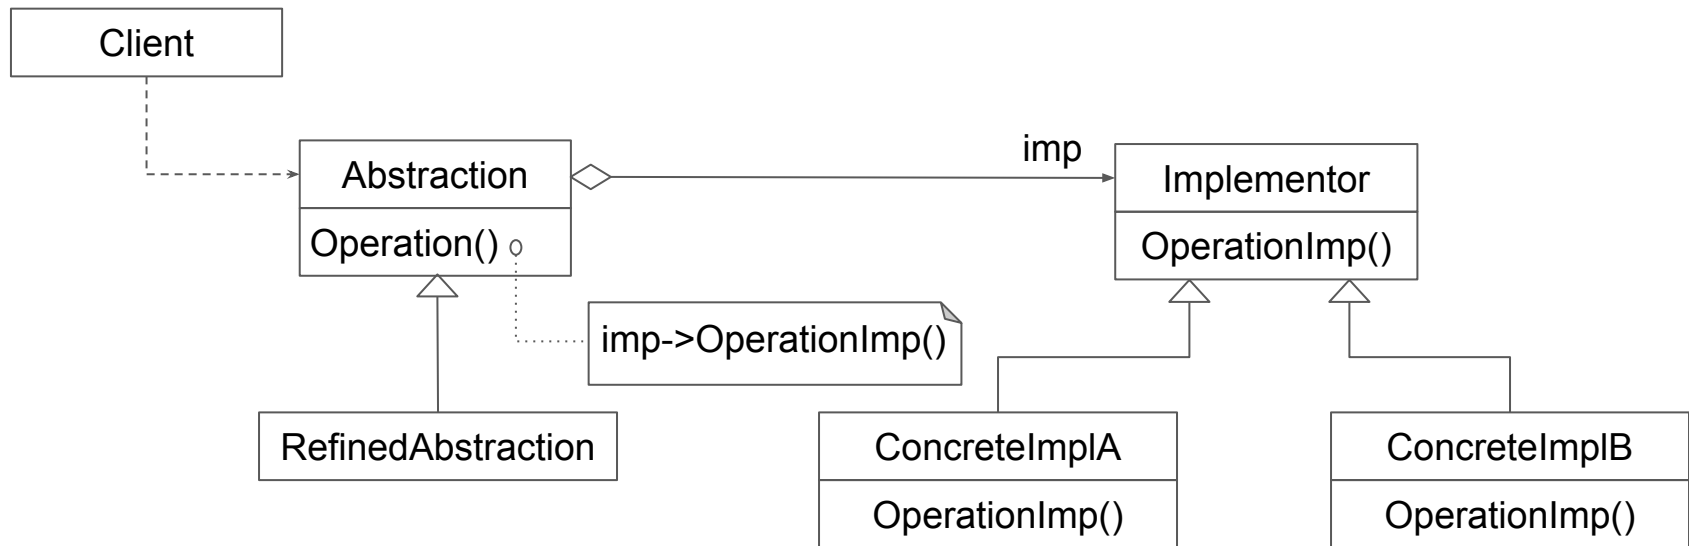 Client
Abstraction
imp
Implementor
Operation()
OperationImp()
imp->OperationImp()
RefinedAbstraction
ConcreteImplA
ConcreteImplB
OperationImp()
OperationImp()